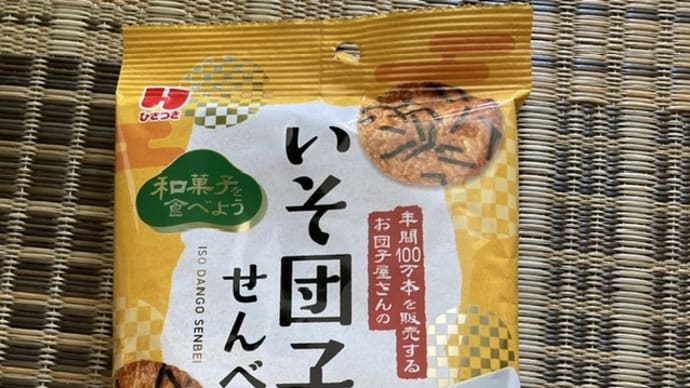 ひざつき
和菓子を
食べよう
いそ団子
せんべ
ISO DANGO SENBEI
年間100万本を販売する
お団子屋さんの